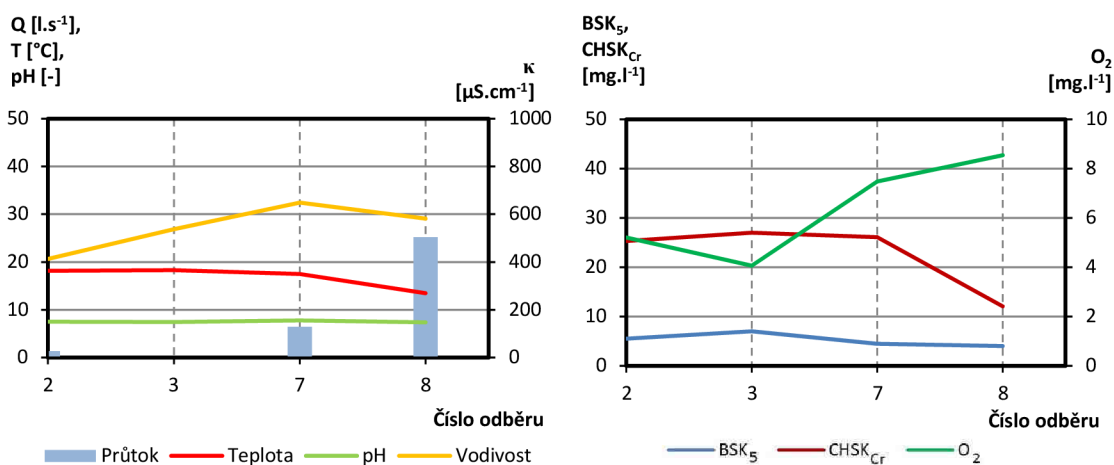 Q [l.s⁻¹],
T [°C],
pH [-]
κ
[µS.cm⁻¹]
50
40
30
20
10
0
1000
800
600
400
200
0
2 3 7 8
Číslo odběru
Průtok Teplota pH Vodivost
BSK₅,
CHSK_Cr
[mg.l⁻¹]
O₂
[mg.l⁻¹]
50
40
30
20
10
0
10
8
6
4
2
0
2 3 7 8
Číslo odběru
BSK₅ CHSK_Cr O₂